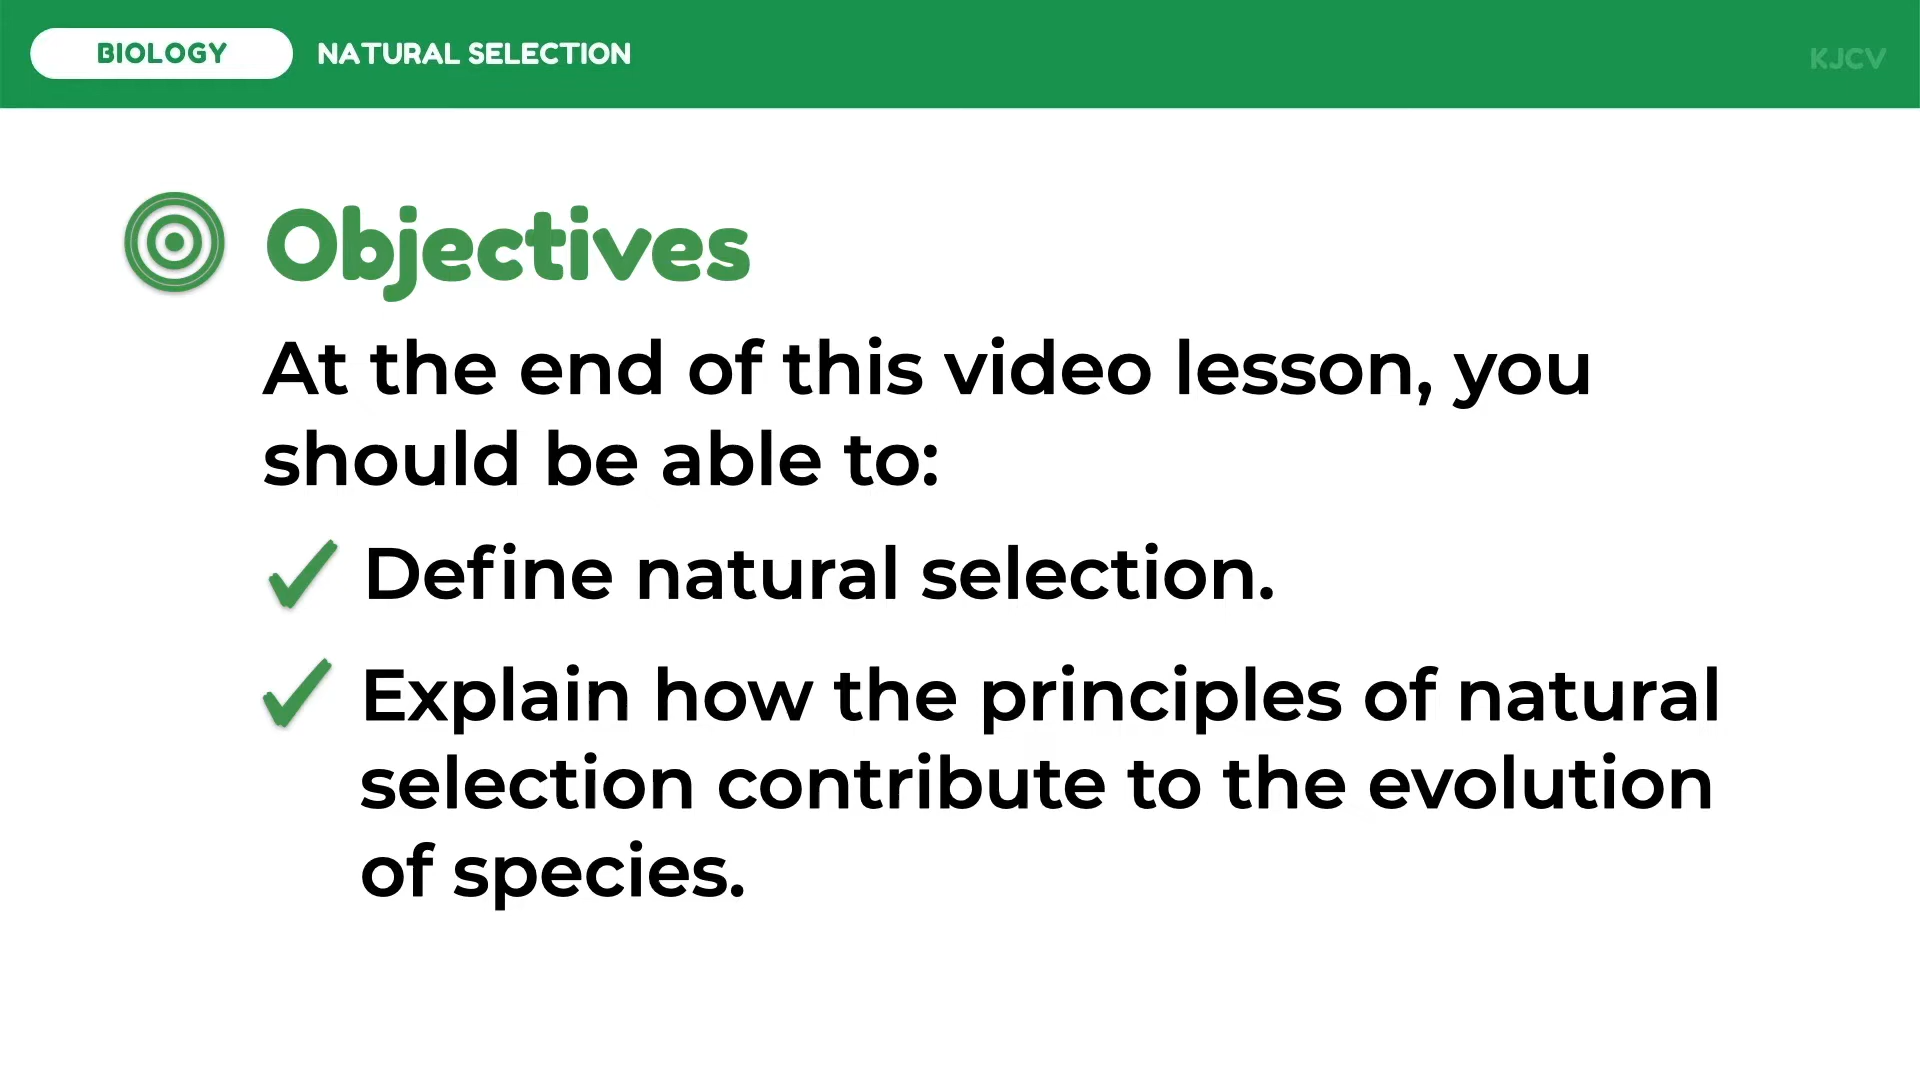 BIOLOGY NATURAL SELECTION KJCV
Objectives
At the end of this video lesson, you
should be able to:
Define natural selection.
Explain how the principles of natural
selection contribute to the evolution
of species.